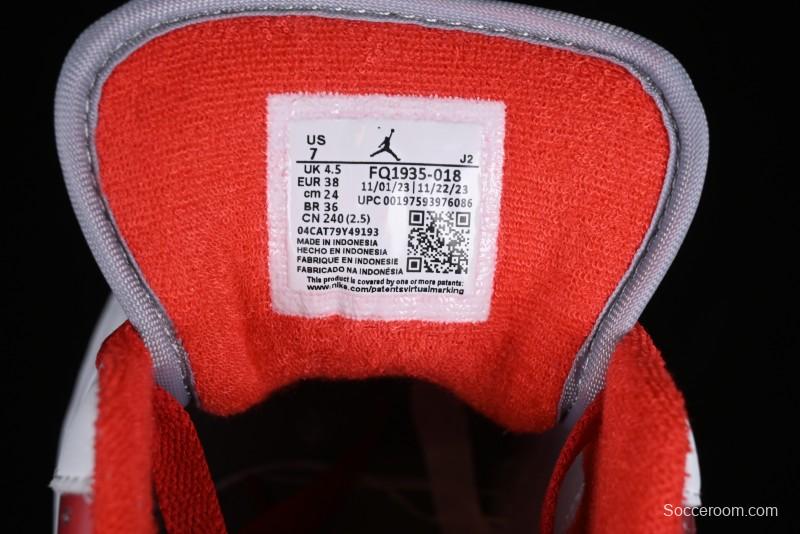 US
7
J2
UK 4.5
EUR 38
cm 24
BR 36
CN 240 (2.5)
FQ1935-018
11/01/23 | 11/22/23
UPC 00197593976086
04CAT79Y49193
MADE IN INDONESIA
HECHO EN INDONESIA
FABRIQUE EN INDONESIE
FABRICADO NA INDONÉSIA
This product is covered by one or more patents:
www.nike.com/patentsvirtualmarking
Socceroom.com